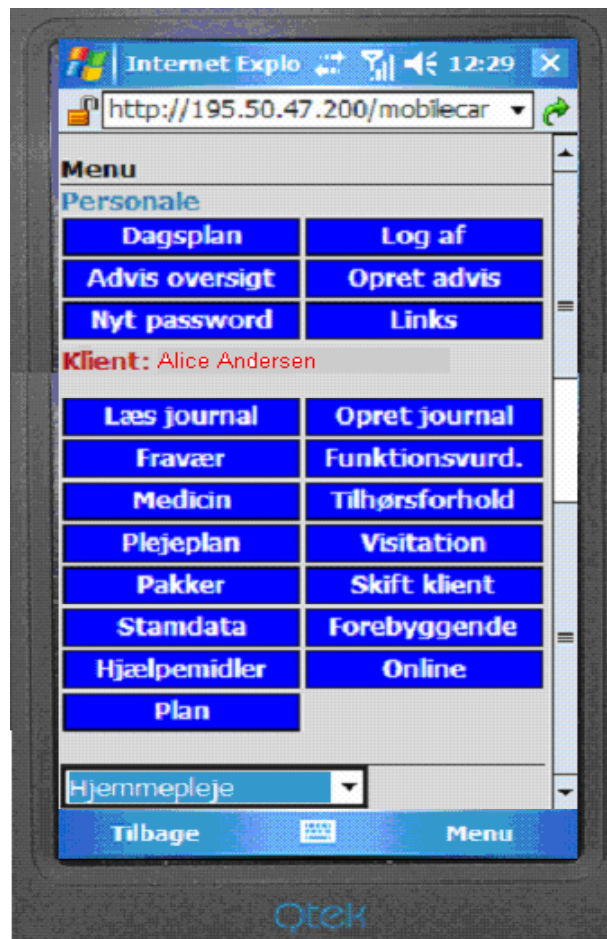 Internet Explo 12:29
http://195.50.47.200/mobilecar
Menu
Personale
Dagsplan Log af
Advis oversigt Opret advis
Nyt password Links
Klient: Alice Andersen
Læs journal Opret journal
Fravær Funktionsvurd.
Medicin Tilhørsforhold
Plejeplan Visitation
Pakker Skift klient
Stamdata Forebyggende
Hjælpemidler Online
Plan
Hjemmepleje
Tilbage Menu
Qtek